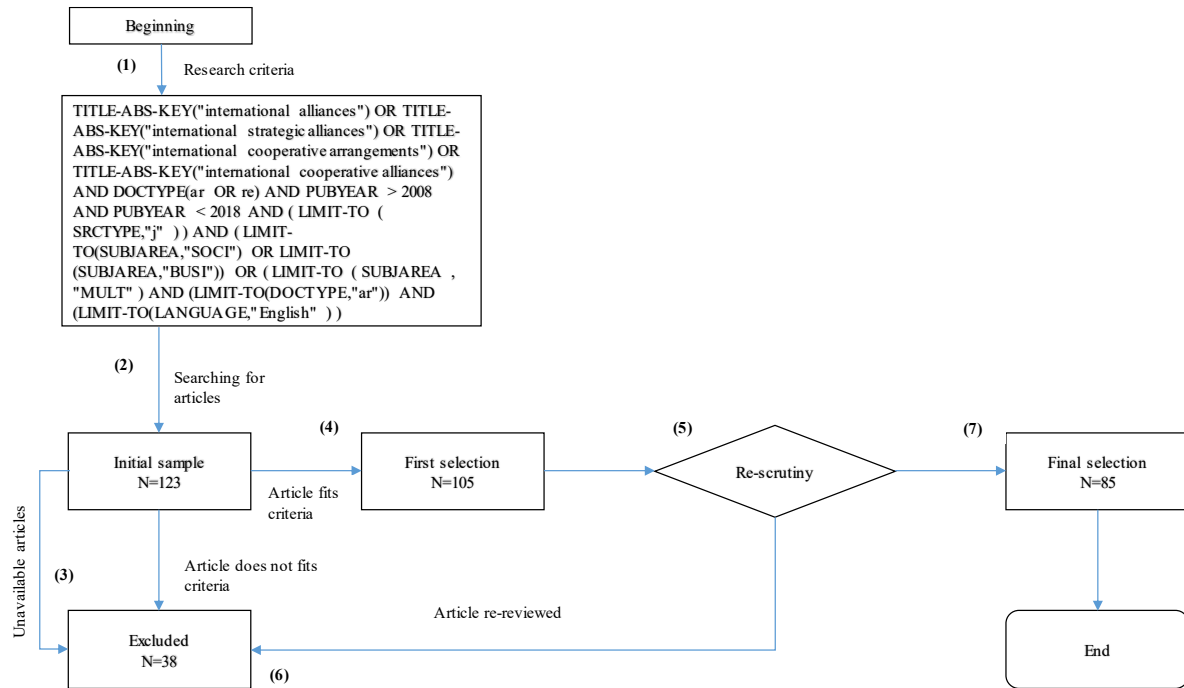 Beginning
(1)
Research criteria
TITLE-ABS-KEY("international alliances") OR TITLE-
ABS-KEY("international strategic alliances") OR TITLE-
ABS-KEY("international cooperative arrangements") OR
TITLE-ABS-KEY("international cooperative alliances")
AND DOCTYPE(ar OR re) AND PUBYEAR > 2008
AND PUBYEAR < 2018 AND ( LIMIT-TO (
SRCTYPE,"j" ) ) AND ( LIMIT-
TO(SUBJAREA,"SOCI") OR LIMIT-TO
(SUBJAREA,"BUSI")) OR ( LIMIT-TO ( SUBJAREA ,
"MULT" ) AND (LIMIT-TO(DOCTYPE,"ar")) AND
(LIMIT-TO(LANGUAGE,"English" ) )
(2)
Searching for
articles
Initial sample
N=123
(4)
Article fits
criteria
First selection
N=105
(5)
Re-scrutiny
(7)
Final selection
N=85
Unavailable articles
(3)
Article does not fits
criteria
Article re-reviewed
Excluded
N=38
(6)
End